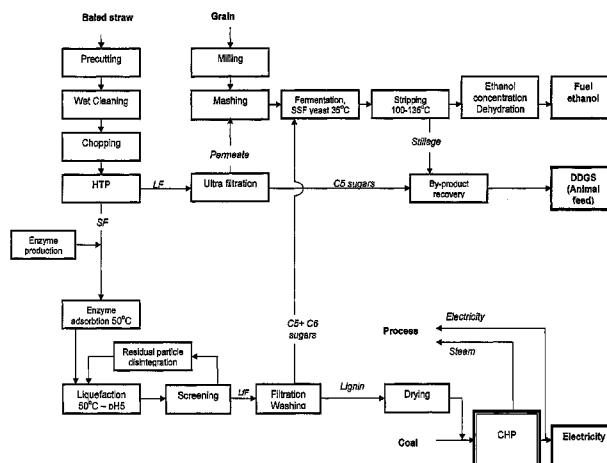 Baled straw
Grain
Precutting
Milling
Wet Cleaning
Mashing
Fermentation,
SSF yeast 35°C
Stripping
100-135°C
Ethanol
concentration
Dehydration
Fuel
ethanol
Chopping
Permeate
Stillage
HTP
LF
Ultra filtration
C5 sugars
By-product
recovery
DDGS
(Animal
feed)
SF
Enzyme
production
Enzyme
adsorbtion 50°C
C5+ C6
sugars
Process
Electricity
Steam
Residual particle
disintegration
Liquefaction
50°C – pH5
Screening
Filtration
Washing
Lignin
Drying
Coal
CHP
Electricity